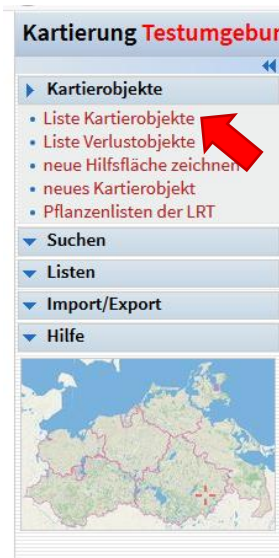 Kartierung Testumgebur
Kartierobjekte
Liste Kartierobjekte
Liste Verlustobjekte
neue Hilfsfläche zeichnen
neues Kartierobjekt
Pflanzenlisten der LRT
Suchen
Listen
Import/Export
Hilfe